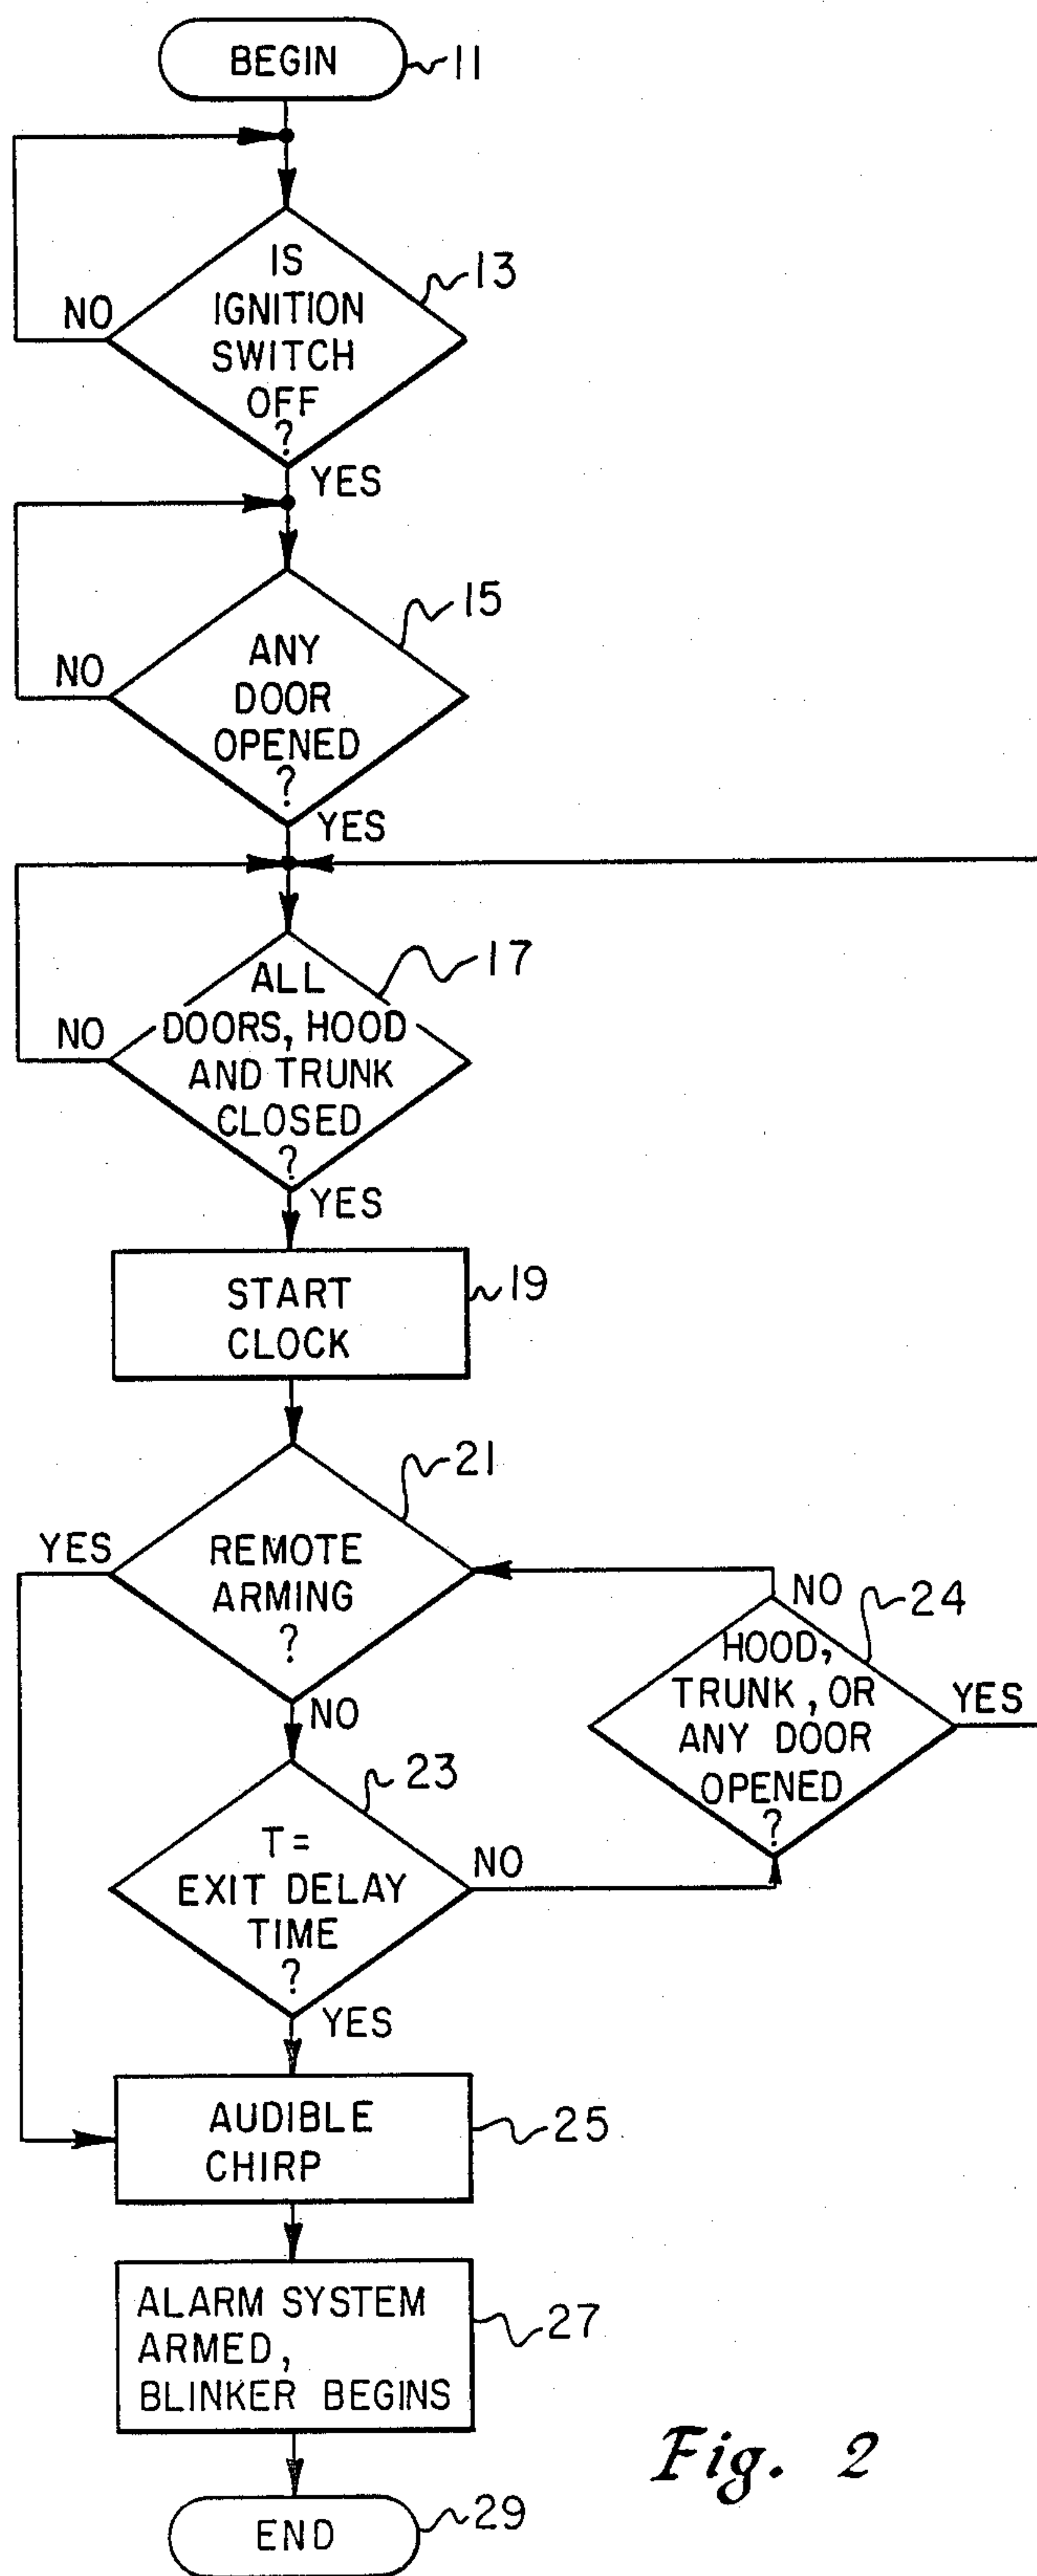 BEGIN
11
IS
IGNITION
SWITCH
OFF
?
13
NO
YES
ANY
DOOR
OPENED
?
15
NO
YES
ALL
DOORS, HOOD
AND TRUNK
CLOSED
?
17
NO
YES
START
CLOCK
19
REMOTE
ARMING
?
21
YES
NO
HOOD,
TRUNK, OR
ANY DOOR
OPENED
?
24
NO
YES
T=
EXIT DELAY
TIME
?
23
NO
YES
AUDIBLE
CHIRP
25
ALARM SYSTEM
ARMED,
BLINKER BEGINS
27
END
29
Fig. 2